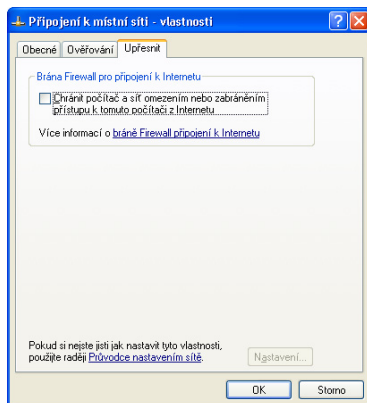 Připojení k místní síti - vlastnosti
Obecné Ověřování Upřesnit
Brána Firewall pro připojení k Internetu
Chránit počítač a síť omezením nebo zabráněním
přístupu k tomuto počítači z Internetu
Více informací o bráně Firewall připojení k Internetu
Pokud si nejste jisti jak nastavit tyto vlastnosti,
použijte raději Průvodce nastavením sítě.
Nastavení...
OK Storno